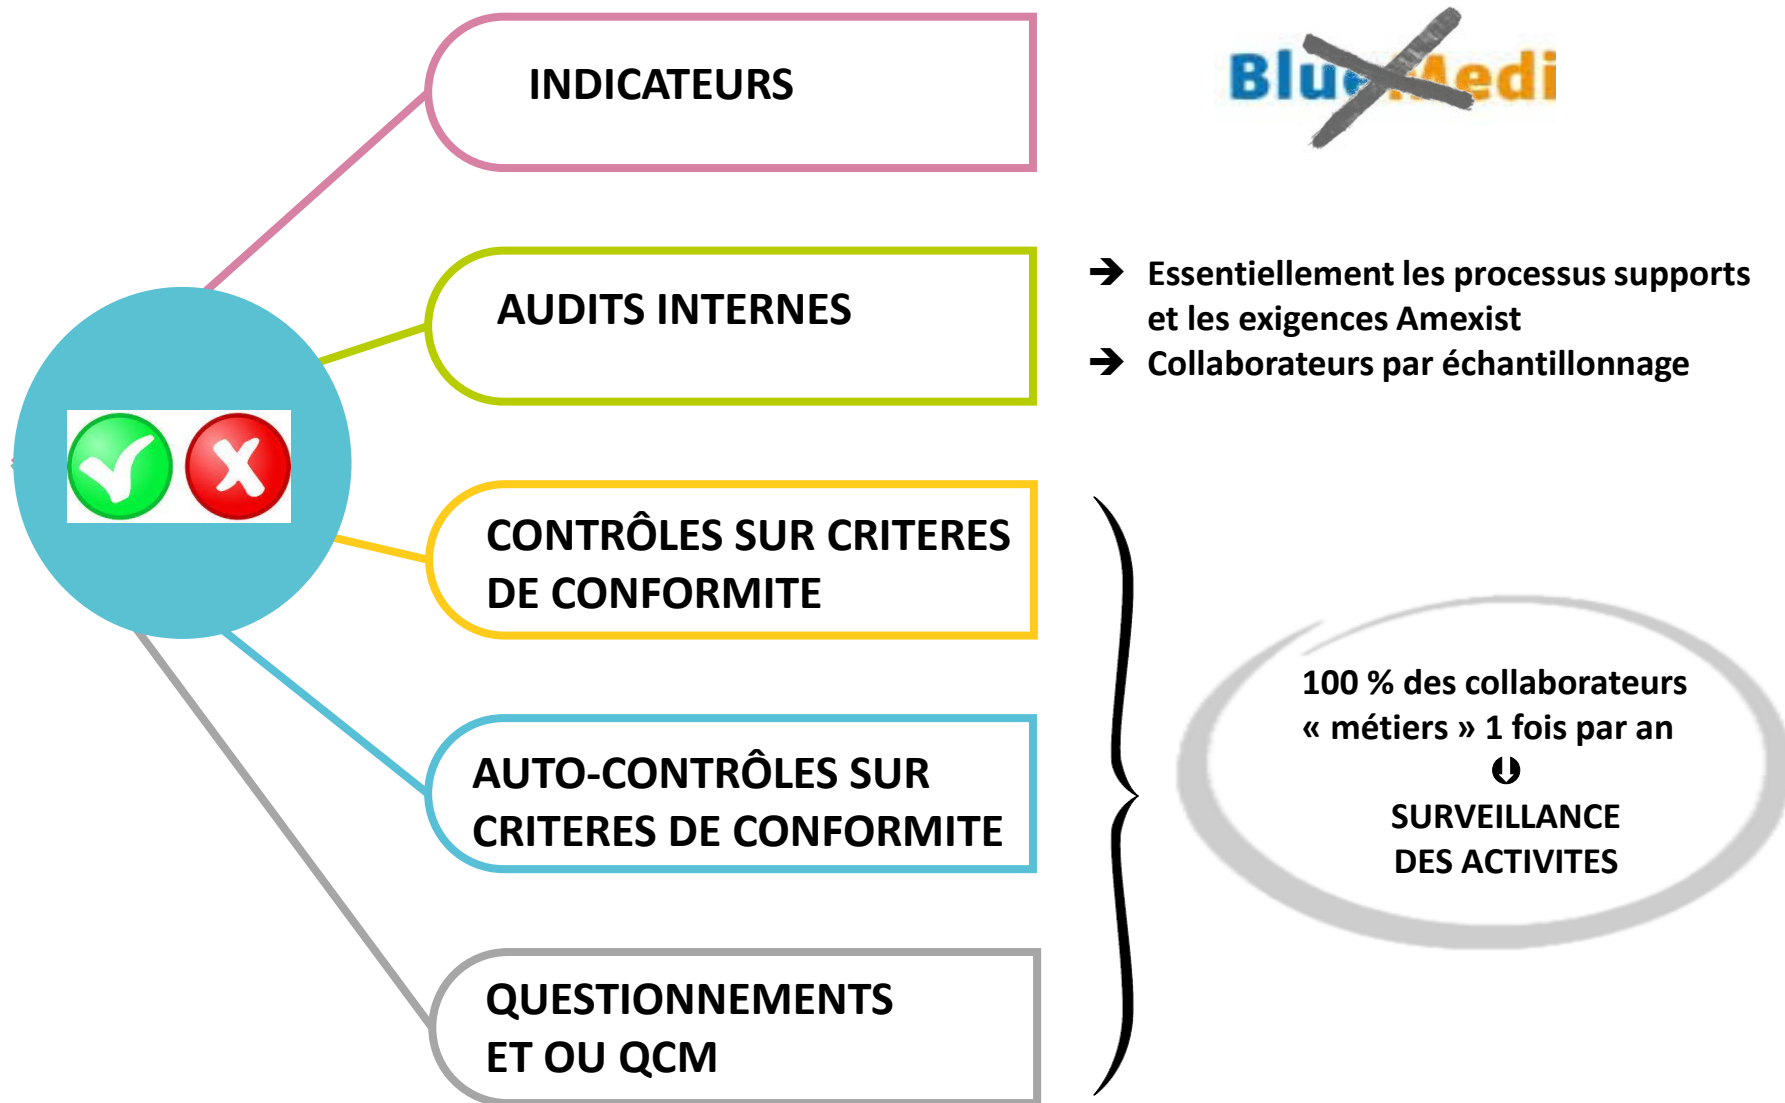 INDICATEURS
Blue Medi
AUDITS INTERNES
➔ Essentiellement les processus supports
et les exigences Amexist
➔ Collaborateurs par échantillonnage
CONTRÔLES SUR CRITERES
DE CONFORMITE
AUTO-CONTRÔLES SUR
CRITERES DE CONFORMITE
100 % des collaborateurs
« métiers » 1 fois par an
SURVEILLANCE
DES ACTIVITES
QUESTIONNEMENTS
ET OU QCM